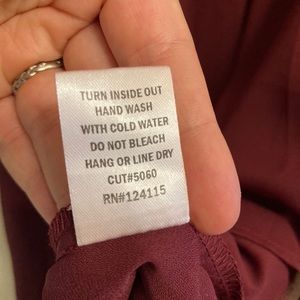 TURN INSIDE OUT
HAND WASH
WITH COLD WATER
DO NOT BLEACH
HANG OR LINE DRY
CUT#5060
RN#124115